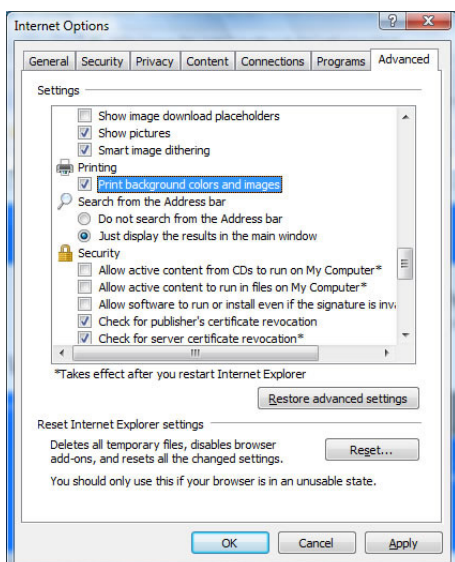 Internet Options
General Security Privacy Content Connections Programs Advanced
Settings
Show image download placeholders
Show pictures
Smart image dithering
Printing
Print background colors and images
Search from the Address bar
Do not search from the Address bar
Just display the results in the main window
Security
Allow active content from CDs to run on My Computer*
Allow active content to run in files on My Computer*
Allow software to run or install even if the signature is inva
Check for publisher's certificate revocation
Check for server certificate revocation*
*Takes effect after you restart Internet Explorer
Restore advanced settings
Reset Internet Explorer settings
Deletes all temporary files, disables browser
add-ons, and resets all the changed settings.
Reset...
You should only use this if your browser is in an unusable state.
OK Cancel Apply